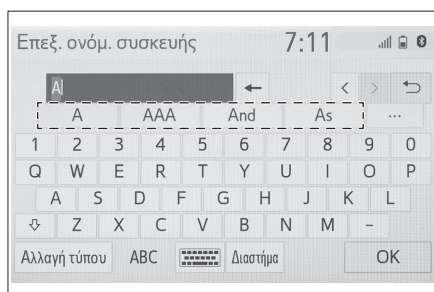 Επεξ. ονόμ. συσκευής 7:11
A
A AAA And As ...
1 2 3 4 5 6 7 8 9 0
Q W E R T Y U I O P
A S D F G H J K L
Z X C V B N M -
Αλλαγή τύπου ABC Διαστήμα OK